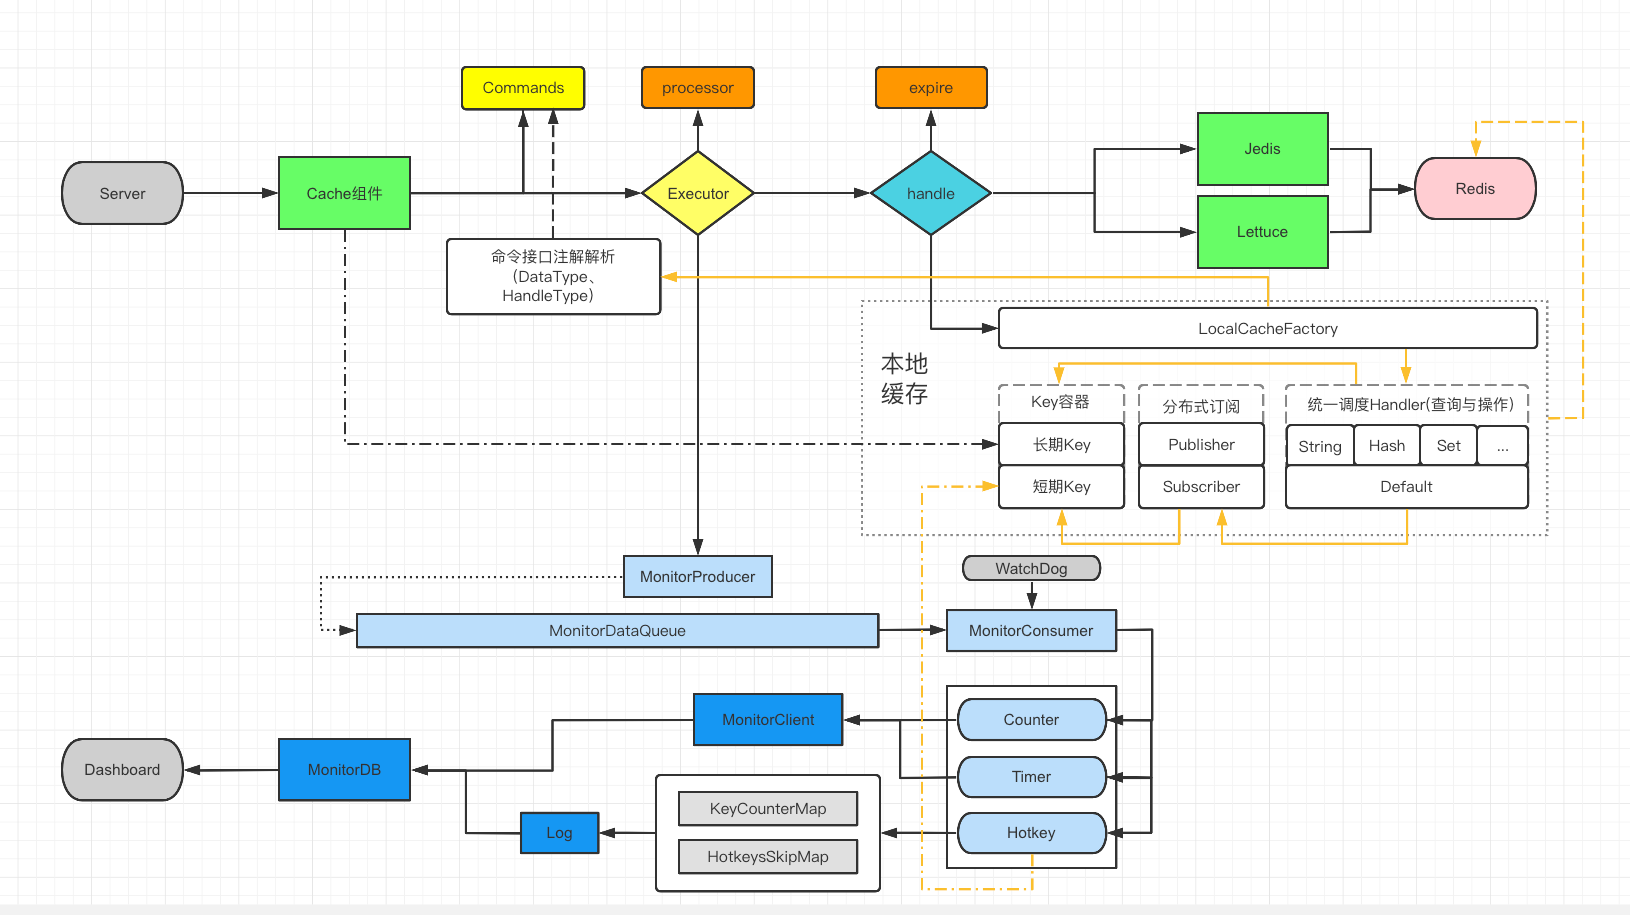 Commands
processor
expire
Server
Cache组件
Executor
handle
Jedis
Lettuce
Redis
命令接口注解解析
（DataType、
HandleType）
LocalCacheFactory
本地
缓存
Key容器
长期Key
短期Key
分布式订阅
Publisher
Subscriber
统一调度Handler(查询与操作)
String
Hash
Set
...
Default
MonitorProducer
WatchDog
MonitorDataQueue
MonitorConsumer
Counter
Timer
Hotkey
MonitorClient
Dashboard
MonitorDB
KeyCounterMap
HotkeysSkipMap
Log